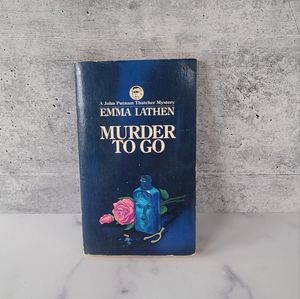 A John Putnam Thatcher Mystery
EMMA LATHEN
MURDER
TO GO